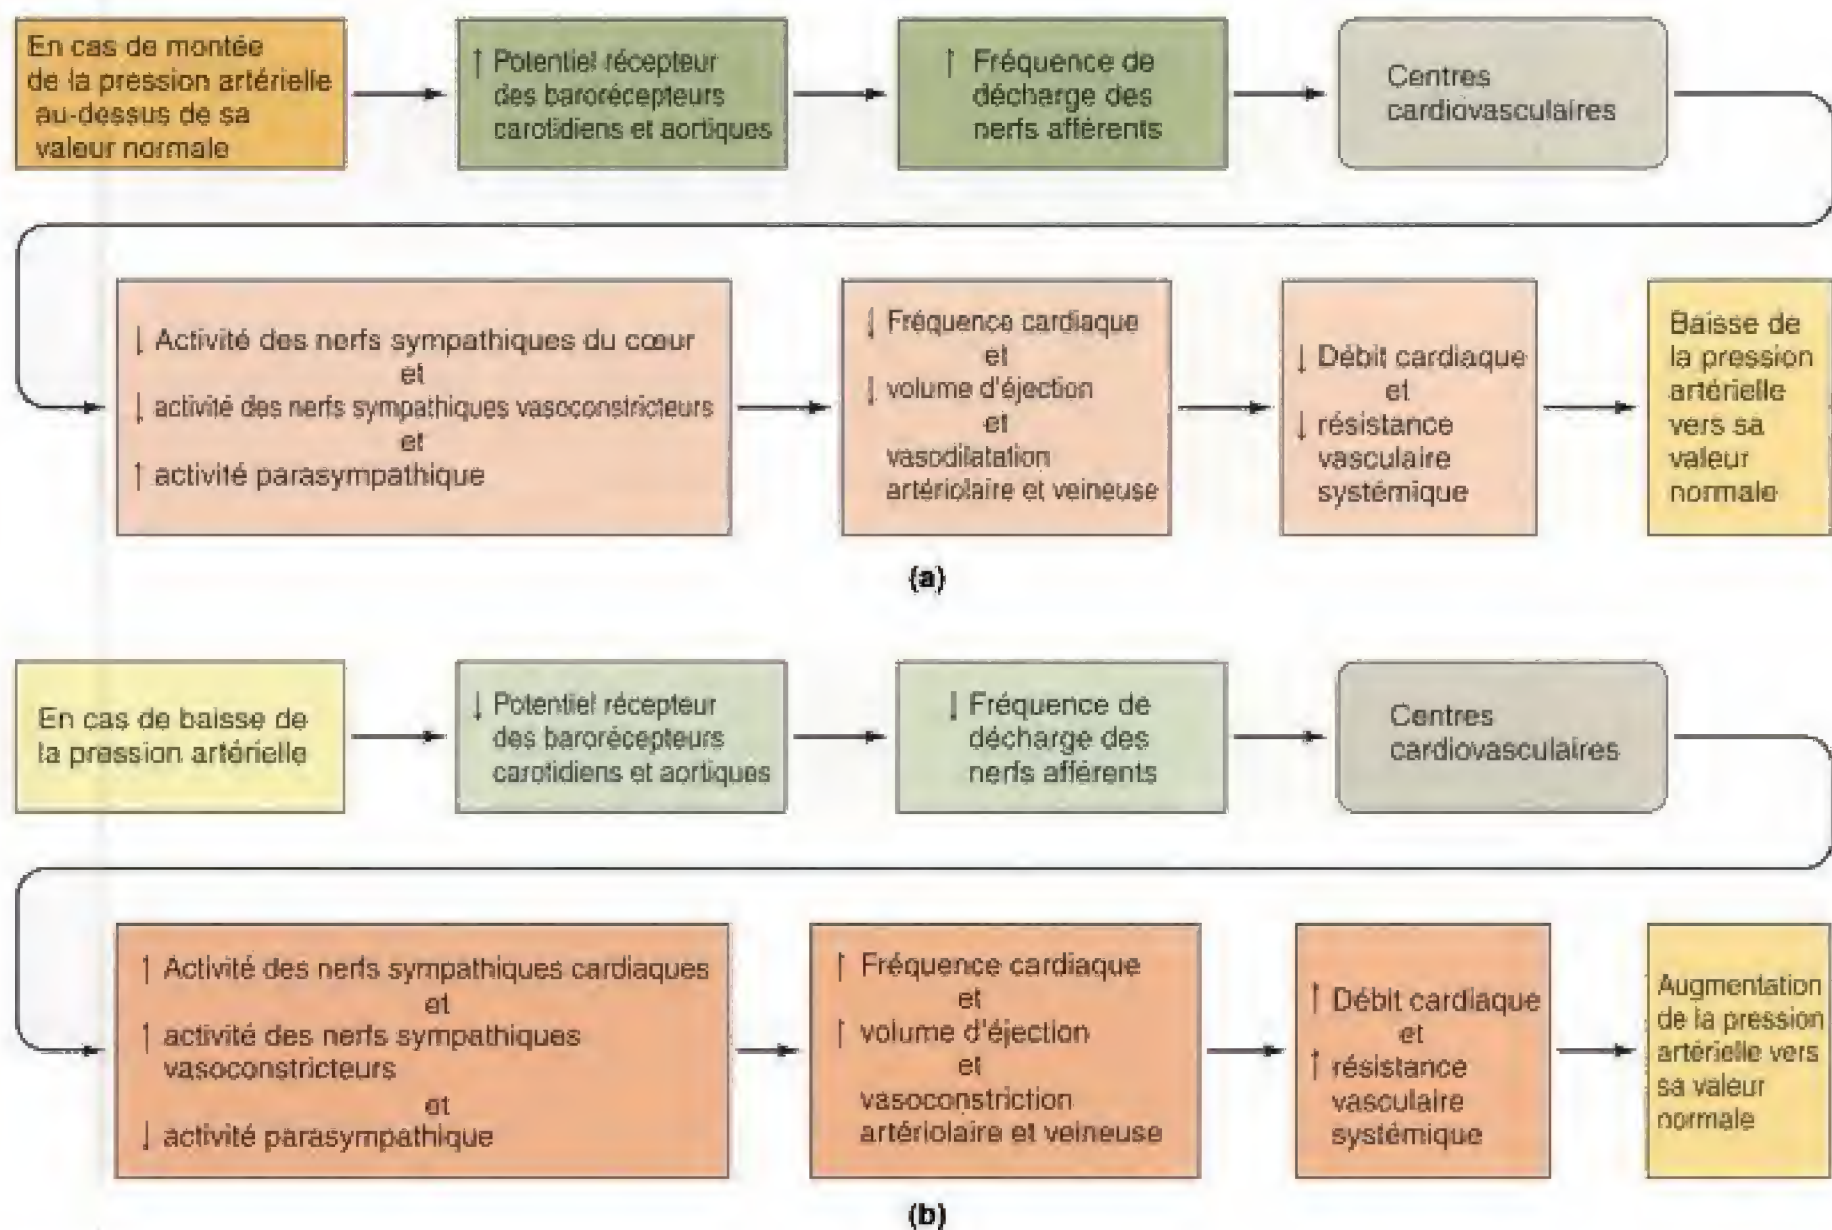 En cas de montée
de la pression artérielle
au-dessus de sa
valeur normale
↑ Potentiel récepteur
des barorécepteurs
carotidiens et aortiques
↑ Fréquence de
décharge des
nerfs afférents
Centres
cardiovasculaires
↓ Activité des nerfs sympathiques du cœur
et
↓ activité des nerfs sympathiques vasoconstricteurs
et
↑ activité parasympathique
↓ Fréquence cardiaque
et
↓ volume d'éjection
et
vasodilatation
artériolaire et veineuse
↓ Débit cardiaque
et
↓ résistance
vasculaire
systémique
Baisse de
la pression
artérielle
vers sa
valeur
normale
(a)
En cas de baisse de
la pression artérielle
↓ Potentiel récepteur
des barorécepteurs
carotidiens et aortiques
↓ Fréquence de
décharge des
nerfs afférents
Centres
cardiovasculaires
↑ Activité des nerfs sympathiques cardiaques
et
↑ activité des nerfs sympathiques
vasoconstricteurs
et
↓ activité parasympathique
↑ Fréquence cardiaque
et
↑ volume d'éjection
et
vasoconstriction
artériolaire et veineuse
↑ Débit cardiaque
et
↑ résistance
vasculaire
systémique
Augmentation
de la pression
artérielle vers
sa valeur
normale
(b)